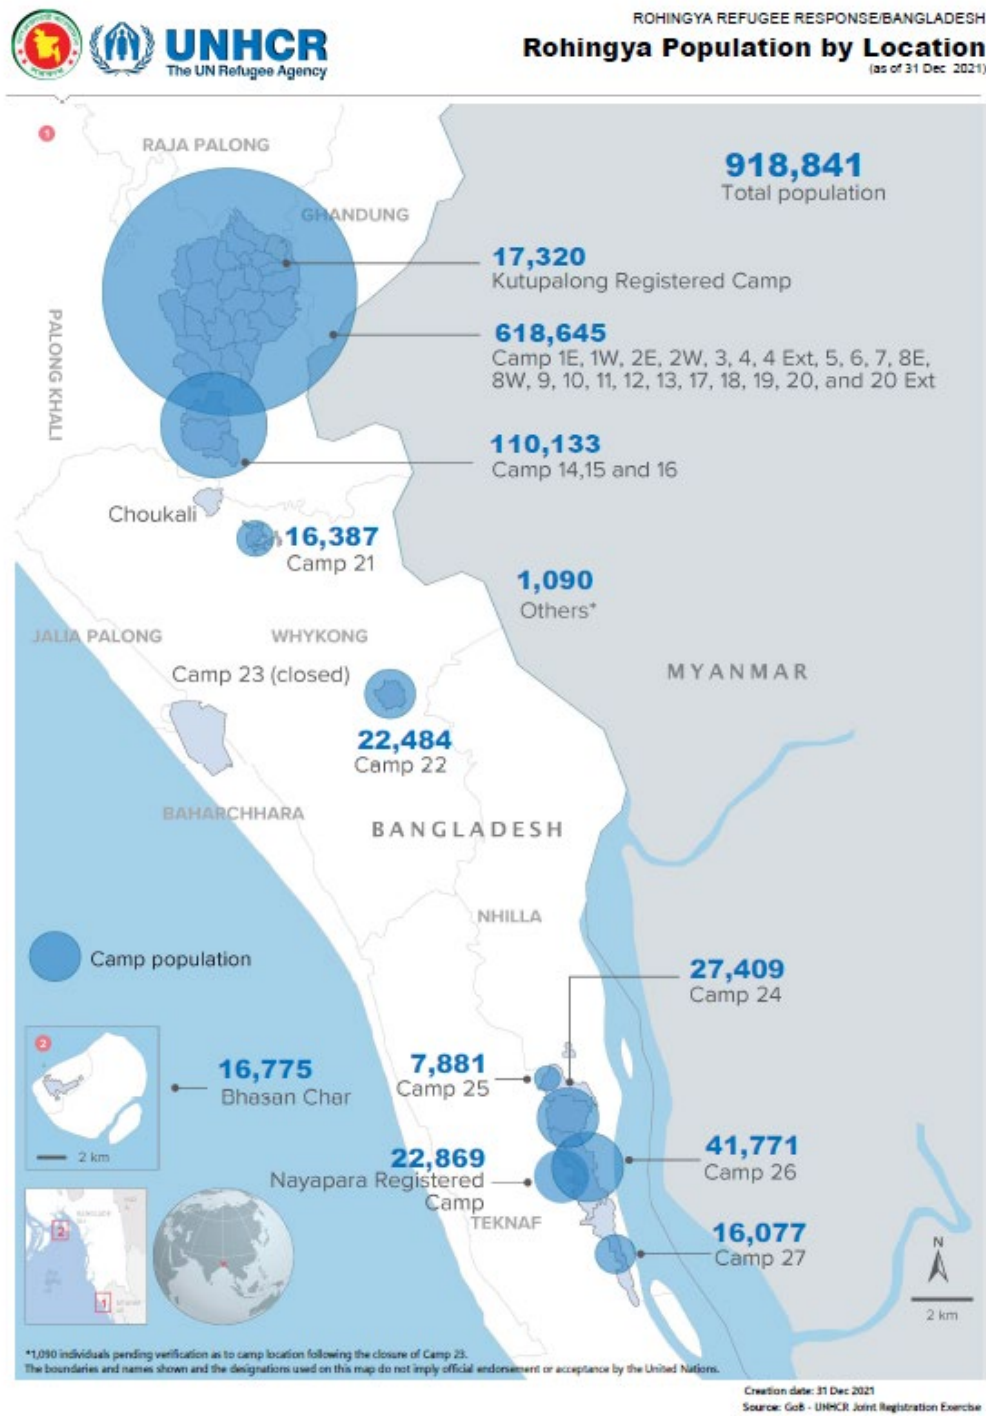 UNHCR
The UN Refugee Agency
ROHINGYA REFUGEE RESPONSE/BANGLADESH
Rohingya Population by Location
(as of 31 Dec 2021)
1
RAJA PALONG
918,841
Total population
GHANDUNG
17,320
Kutupalong Registered Camp
PALONG KHALI
618,645
Camp 1E, 1W, 2E, 2W, 3, 4, 4 Ext, 5, 6, 7, 8E,
8W, 9, 10, 11, 12, 13, 17, 18, 19, 20, and 20 Ext
110,133
Camp 14,15 and 16
Choukali
16,387
Camp 21
1,090
Others*
JALIA PALONG
WHYKONG
Camp 23 (closed)
MYANMAR
22,484
Camp 22
BAHARCHHARA
BANGLADESH
NHILLA
Camp population
27,409
Camp 24
2
16,775
Bhasan Char
7,881
Camp 25
2 km
22,869
Nayapara Registered
Camp
41,771
Camp 26
TEKNAF
16,077
Camp 27
2
1
N
2 km
*1,090 individuals pending verification as to camp location following the closure of Camp 23.
The boundaries and names shown and the designations used on this map do not imply official endorsement or acceptance by the United Nations.
Creation date: 31 Dec 2021
Source: GoB - UNHCR Joint Registration Exercise